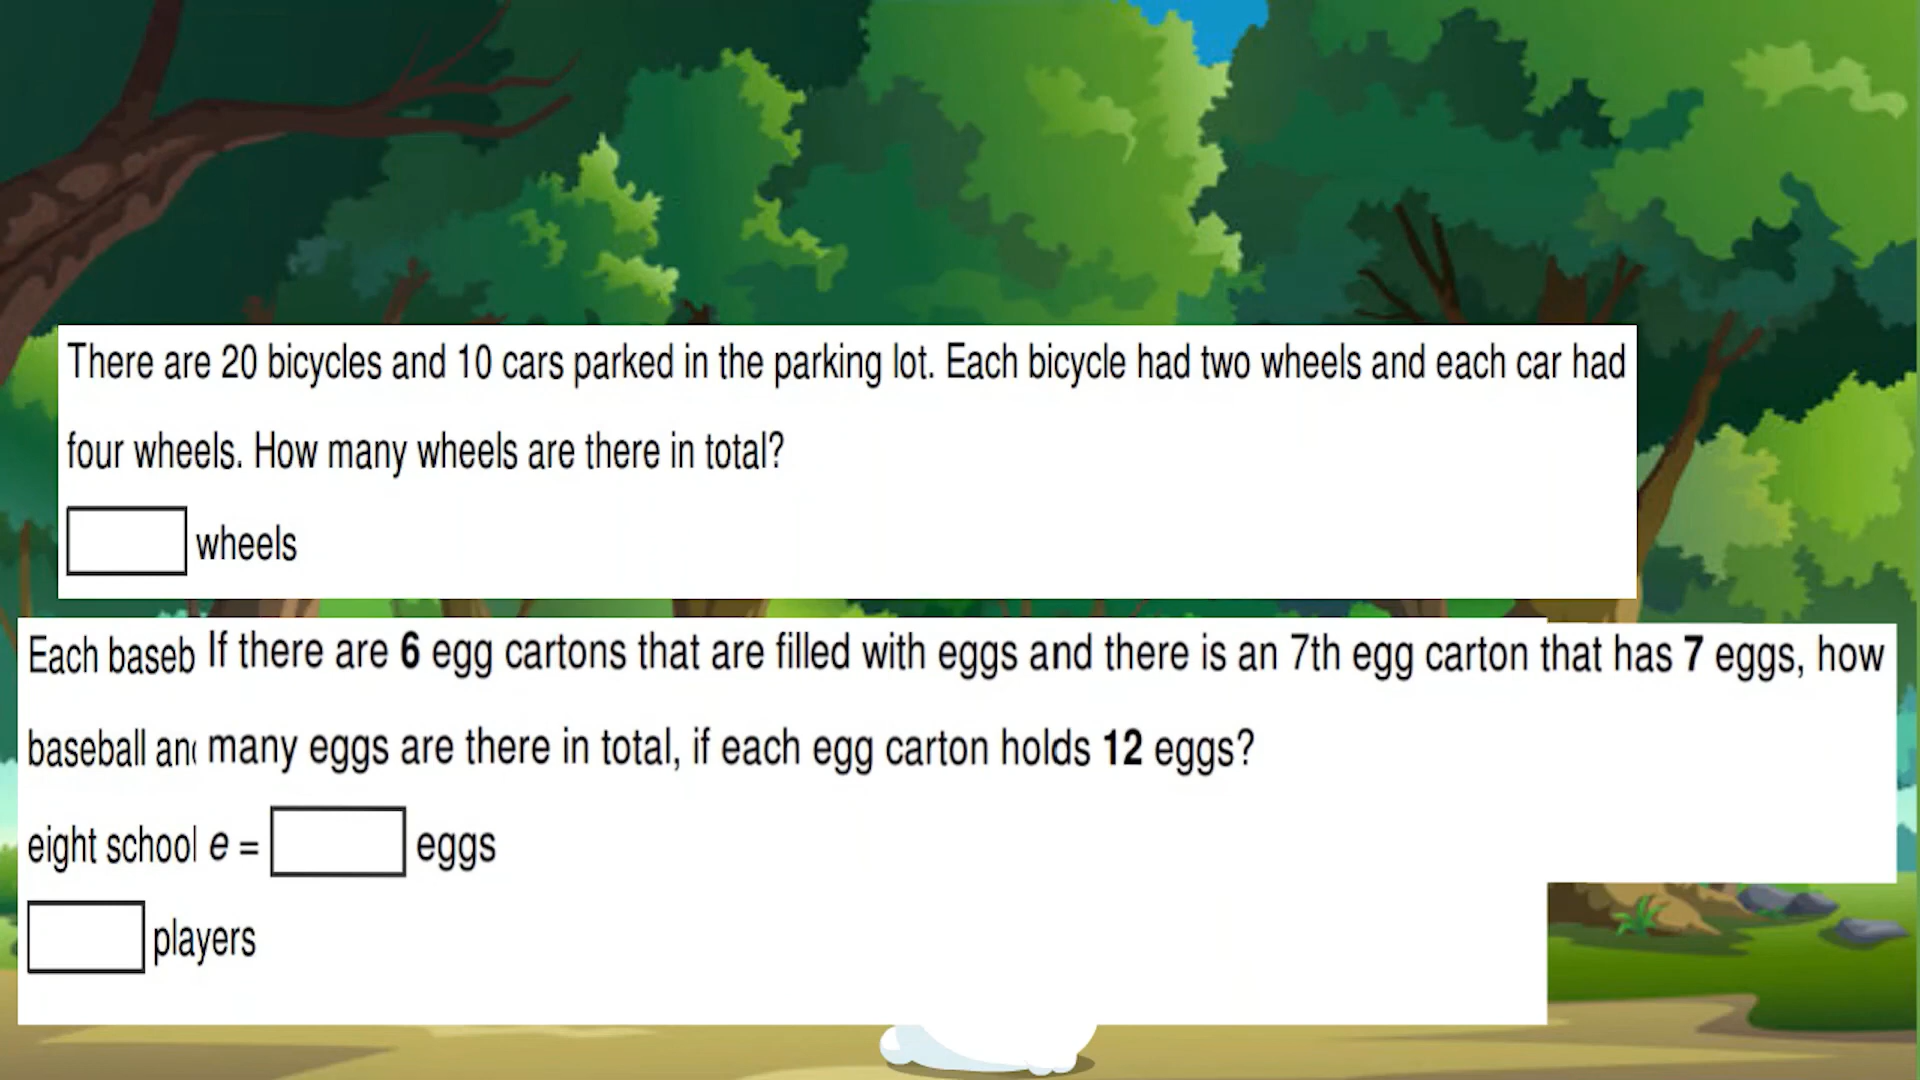 There are 20 bicycles and 10 cars parked in the parking lot. Each bicycle had two wheels and each car had
four wheels. How many wheels are there in total?
wheels
Each
If there are 6 egg cartons that are filled with eggs and there is an 7th egg carton that has 7 eggs, how
baseball
many eggs are there in total, if each egg carton holds 12 eggs?
eight school
e = eggs
players